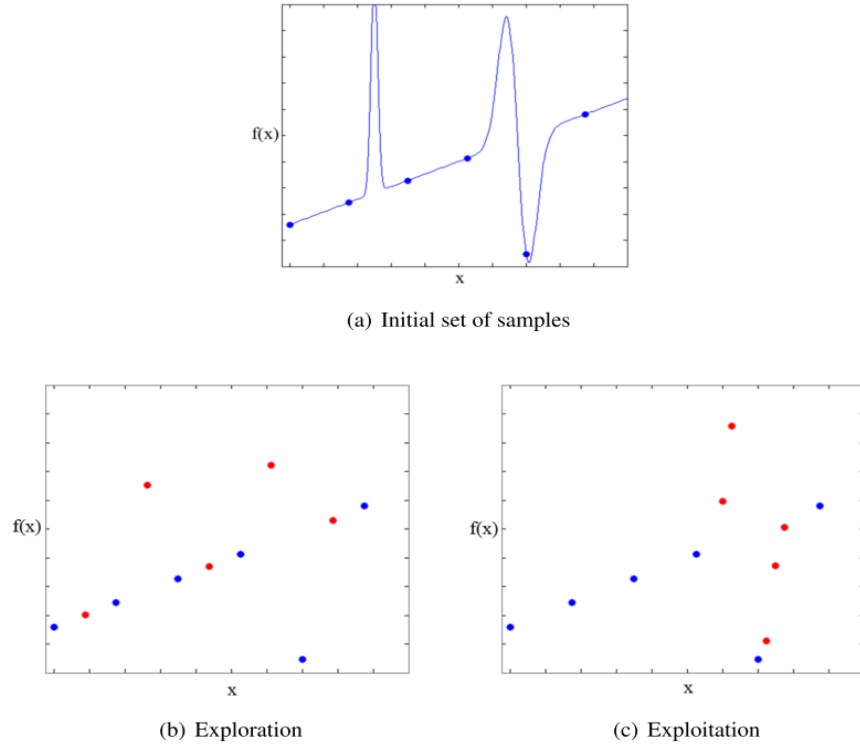 f(x)
x
(a) Initial set of samples
f(x)
x
(b) Exploration
f(x)
x
(c) Exploitation